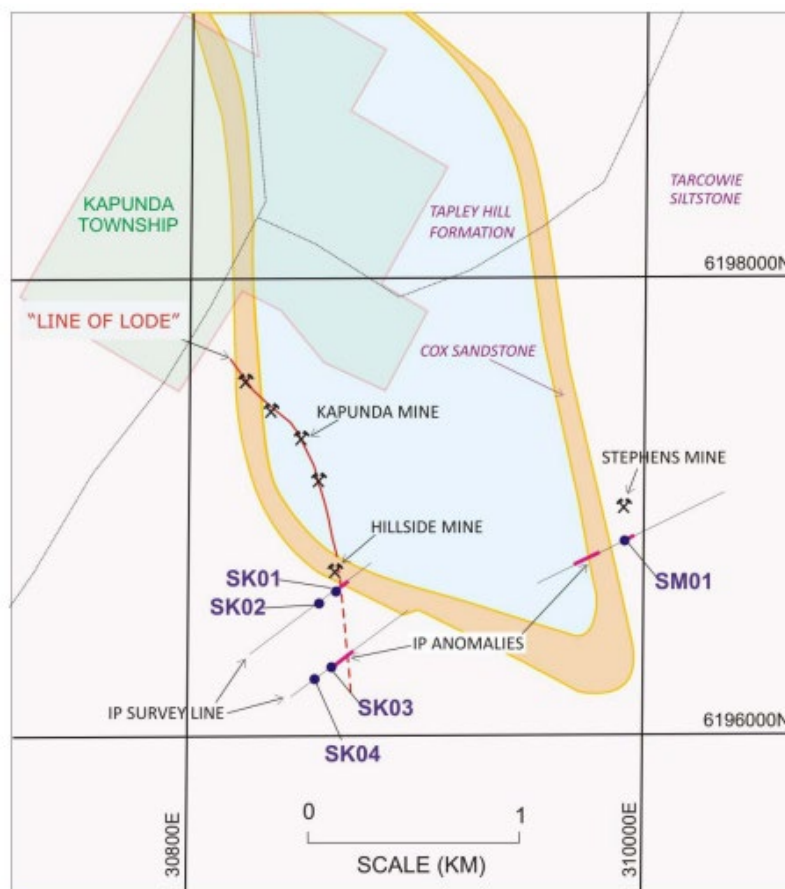 KAPUNDA
TOWNSHIP
TAPLEY HILL
FORMATION
TARCOWIE
SILTSTONE
6198000N
"LINE OF LODE"
COX SANDSTONE
KAPUNDA MINE
STEPHENS MINE
HILLSIDE MINE
SK01
SK02
SM01
IP ANOMALIES
IP SURVEY LINE
SK03
6196000N
SK04
0
1
SCALE (KM)
30800E
310000E